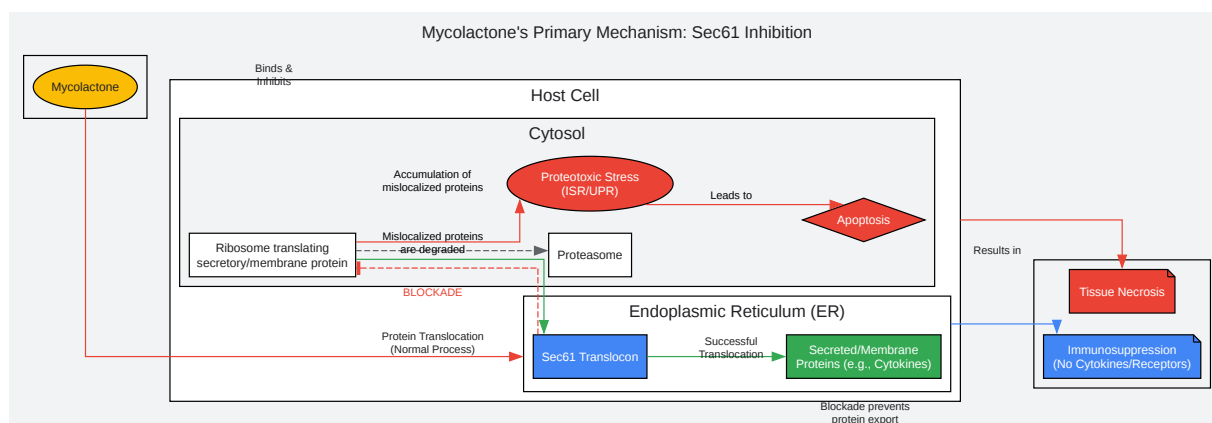 Mycolactone's Primary Mechanism: Sec61 Inhibition
Binds &
Inhibits
Mycolactone
Host Cell
Cytosol
Accumulation of
mislocalized proteins
Proteotoxic Stress
(ISR/UPR)
Leads to
Apoptosis
Ribosome translating
secretory/membrane protein
Mislocalized proteins
are degraded
Proteasome
BLOCKADE
Results in
Tissue Necrosis
Endoplasmic Reticulum (ER)
Protein Translocation
(Normal Process)
Sec61 Translocon
Successful
Translocation
Secreted/Membrane
Proteins (e.g., Cytokines)
Immunosuppression
(No Cytokines/Receptors)
Blockade prevents
protein export